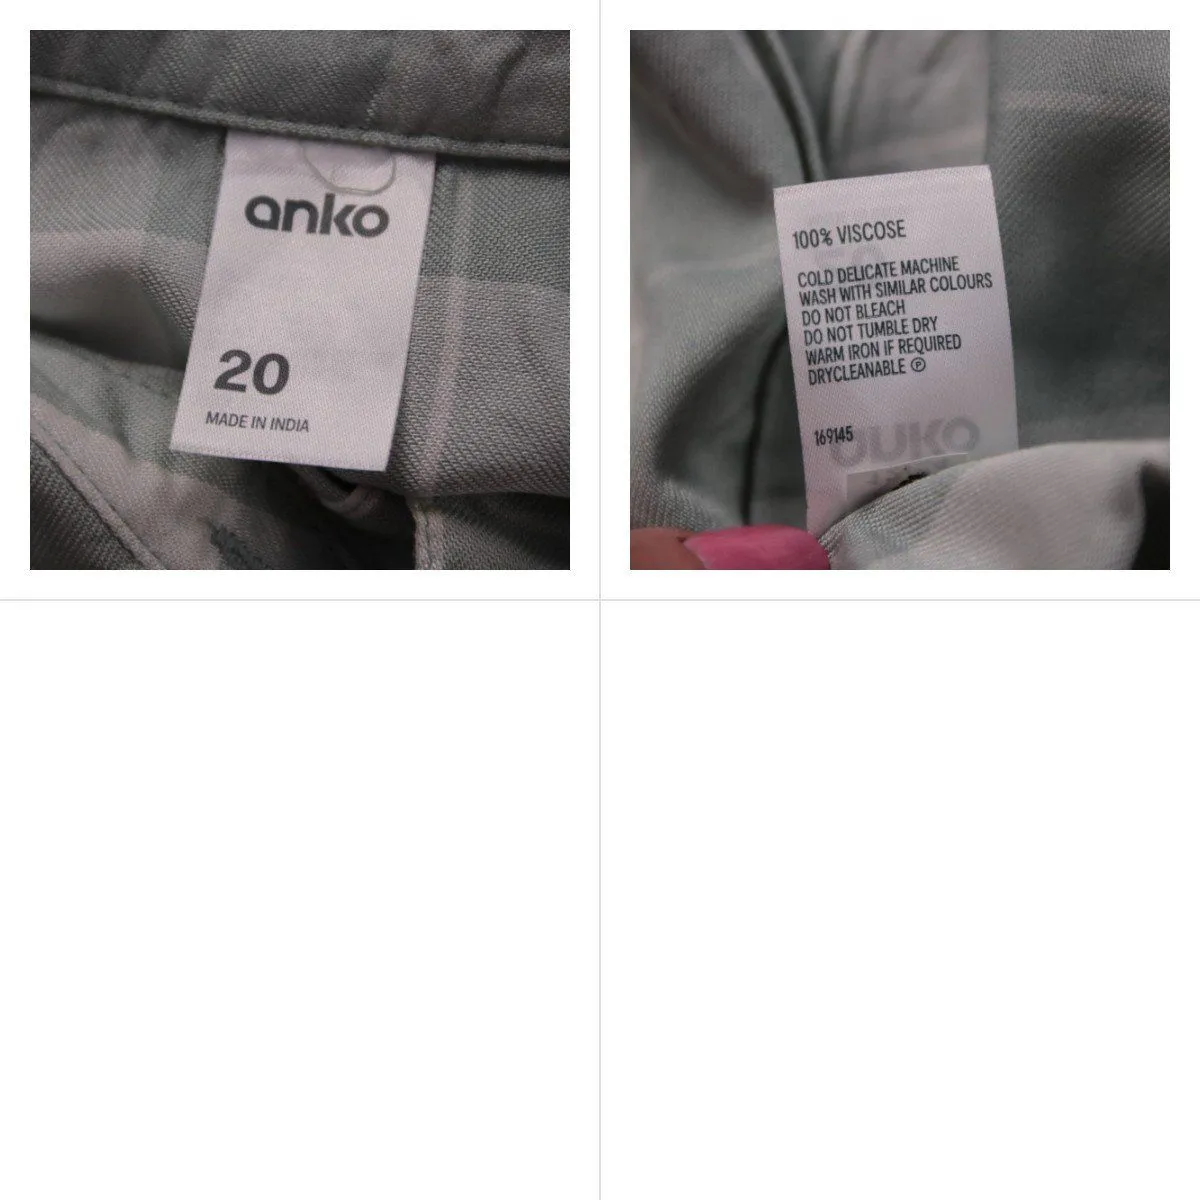 anko
20
MADE IN INDIA
100% VISCOSE
COLD DELICATE MACHINE
WASH WITH SIMILAR COLOURS
DO NOT BLEACH
DO NOT TUMBLE DRY
WARM IRON IF REQUIRED
DRYCLEANABLE Ⓟ
169145